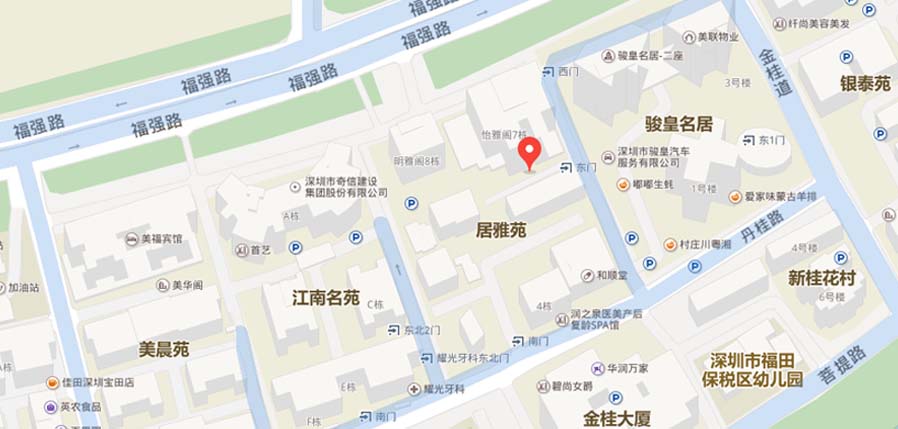 纤尚美容美发
美联物业
福强路
福强路
骏皇名居-二座
金桂道
西门
3号楼
银泰苑
福强路
福强路
福强路
怡雅阁7栋
骏皇名居
东1门
明雅阁8栋
深圳市骏皇汽车
服务有限公司
东门
深圳市奇信建设
集团股份有限公司
嘟嘟生蚝
1号楼
爱家味蒙古羊排
A栋
丹桂路
居雅苑
美福宾馆
首艺
村庄川粤湘
4号楼
和顺堂
新桂花村
加油站
美华阁
江南名苑
C栋
4栋
6号楼
润之泉医美产后
复龄SPA馆
东北2门
南门
美晨苑
耀光牙科东北门
华润万家
深圳市福田
保税区幼儿园
菩提路
佳田深圳宝田店
E栋
耀光牙科
碧尚女爵
英农食品
F栋
南门
金桂大厦